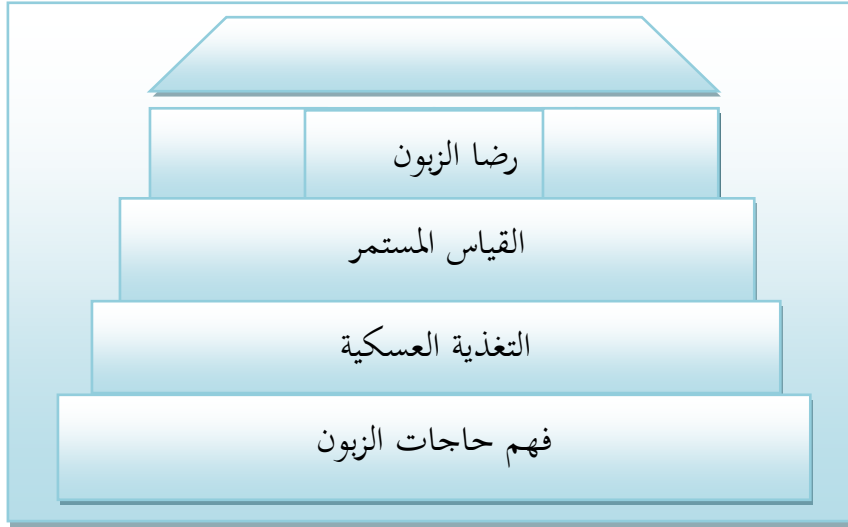 رضا الزبون
القياس المستمر
التغذية العسكية
فهم حاجات الزبون